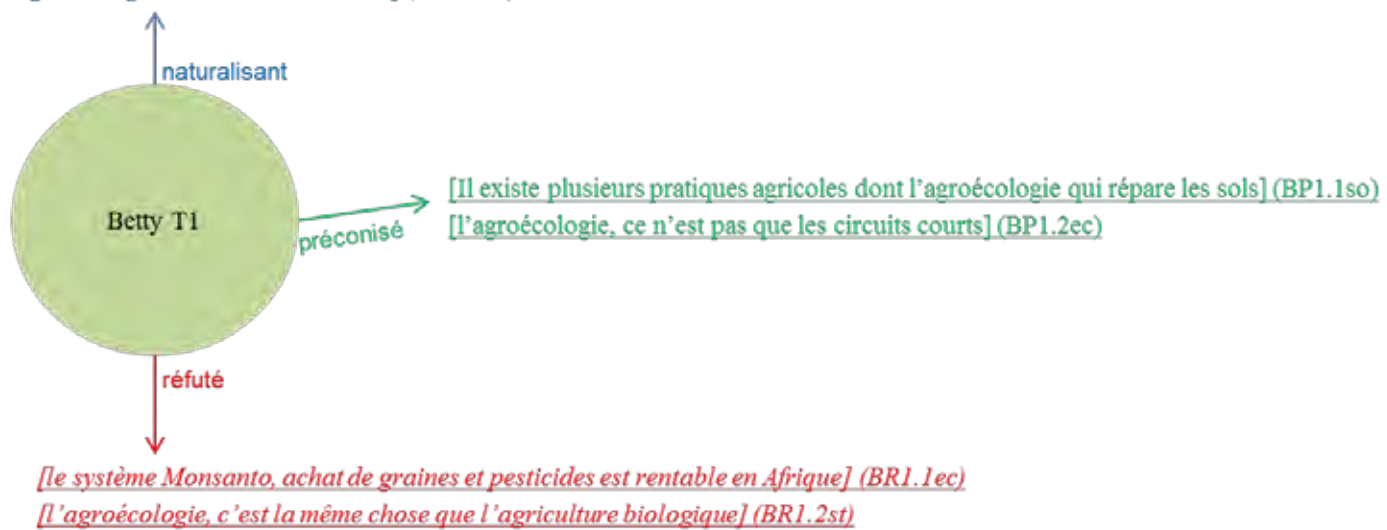 naturalisant
[Il existe plusieurs pratiques agricoles dont l’agroécologie qui répare les sols] (BP1.1so)
Betty T1
préconisé
[l’agroécologie, ce n’est pas que les circuits courts] (BP1.2ec)
réfuté
[le système Monsanto, achat de graines et pesticides est rentable en Afrique] (BR1.1ec)
[l’agroécologie, c’est la même chose que l’agriculture biologique] (BR1.2st)